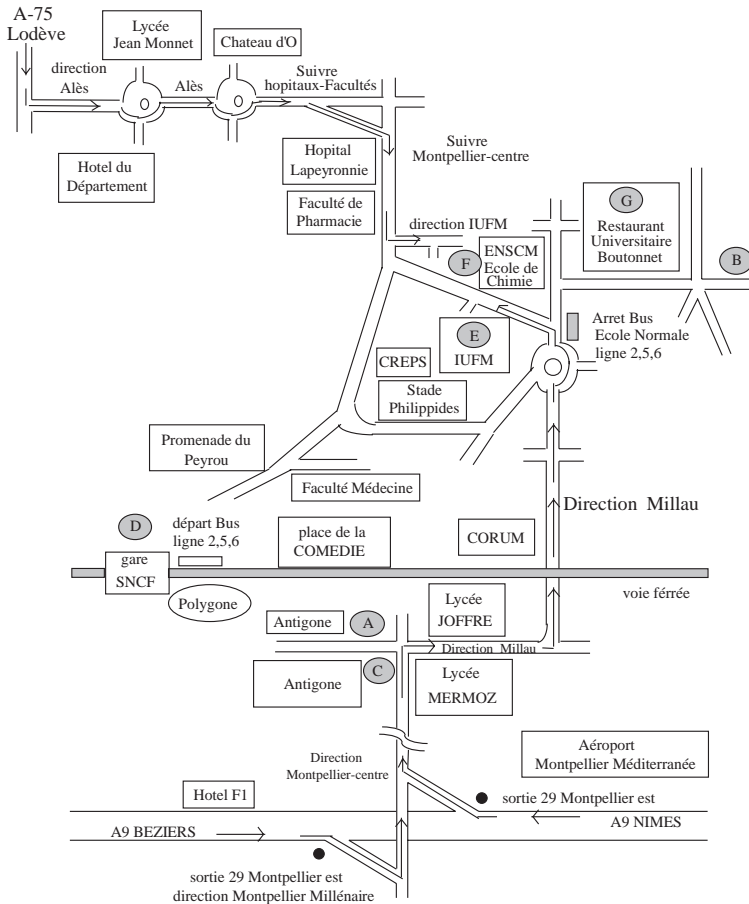 A-75
Lodève
Lycée
Jean Monnet
Chateau d'O
direction
Alès
Alès
Suivre
hopitaux-Facultés
Hotel du
Département
Hopital
Lapeyronnie
Suivre
Montpellier-centre
Faculté de
Pharmacie
direction IUFM
G
Restaurant
Universitaire
Boutonnet
F
ENSCM
Ecole de
Chimie
B
E
IUFM
Arret Bus
Ecole Normale
ligne 2,5,6
CREPS
Stade
Philippides
Promenade du
Peyrou
Faculté Médecine
Direction Millau
D
départ Bus
ligne 2,5,6
place de la
COMEDIE
CORUM
gare
SNCF
voie férrée
Polygone
Antigone
A
Lycée
JOFFRE
Direction Millau
Antigone
C
Lycée
MERMOZ
Direction
Montpellier-centre
Aéroport
Montpellier Méditerranée
Hotel F1
sortie 29 Montpellier est
A9 BEZIERS
A9 NIMES
sortie 29 Montpellier est
direction Montpellier Millénaire